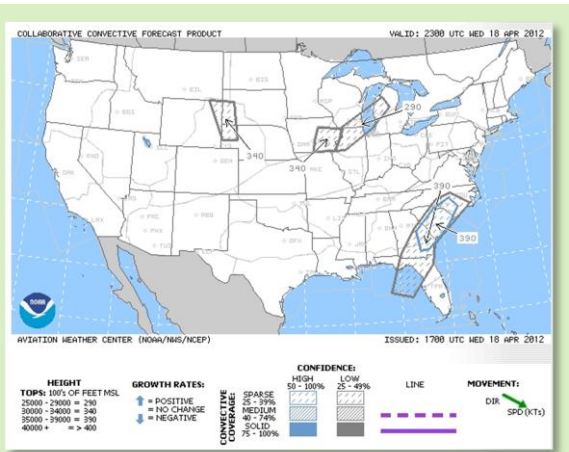 COLLABORATIVE CONVECTIVE FORECAST PRODUCT
VALID: 2300 UTC WED 18 APR 2012
290
340
340
390
390
NOAA
AVIATION WEATHER CENTER (NOAA/NWS/NCEP)
ISSUED: 1700 UTC WED 18 APR 2012
HEIGHT
TOPS: 100's OF FEET MSL
25000 - 29000 = 290
30000 - 34000 = 340
35000 - 39000 = 390
40000 + = > 400
GROWTH RATES:
= POSITIVE
= NO CHANGE
= NEGATIVE
CONVECTIVE COVERAGE:
CONFIDENCE:
HIGH
50 - 100%
LOW
25 - 49%
SPARSE
25 - 39%
MEDIUM
40 - 74%
SOLID
75 - 100%
LINE
MOVEMENT:
DIR
SPD (KTs)